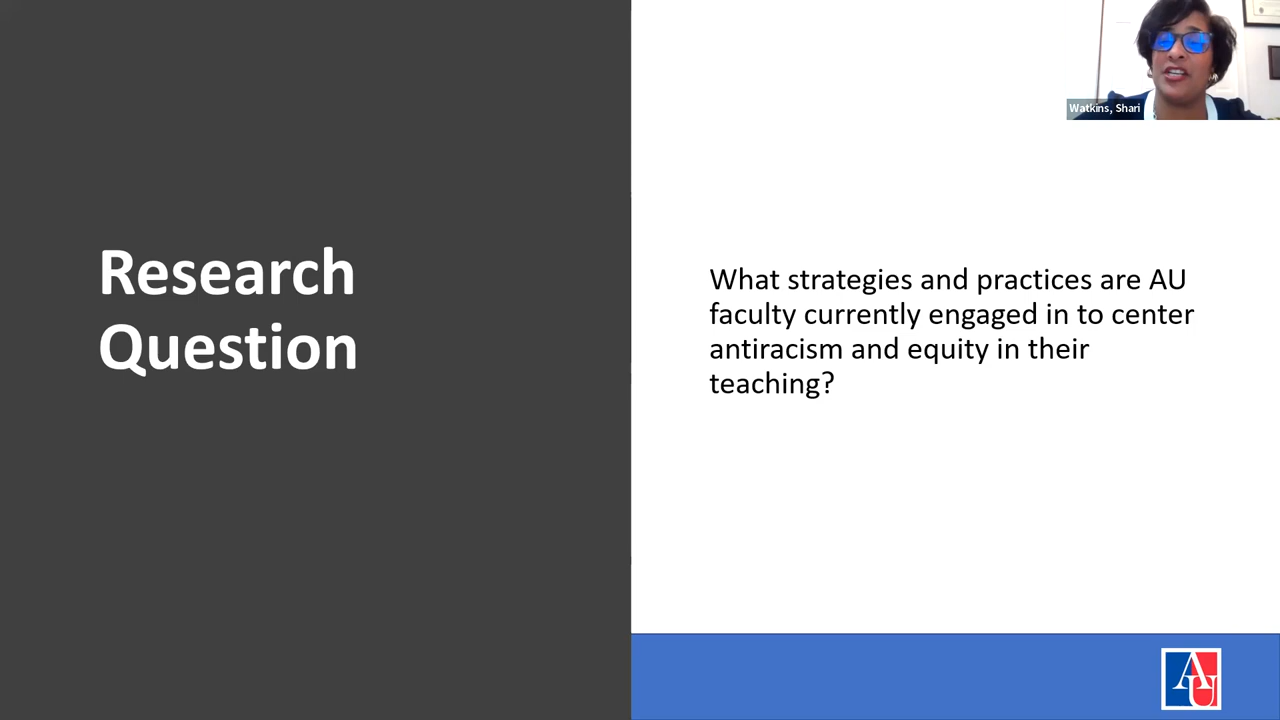 Watkins, Shari
Research
Question
What strategies and practices are AU
faculty currently engaged in to center
antiracism and equity in their
teaching?
AU